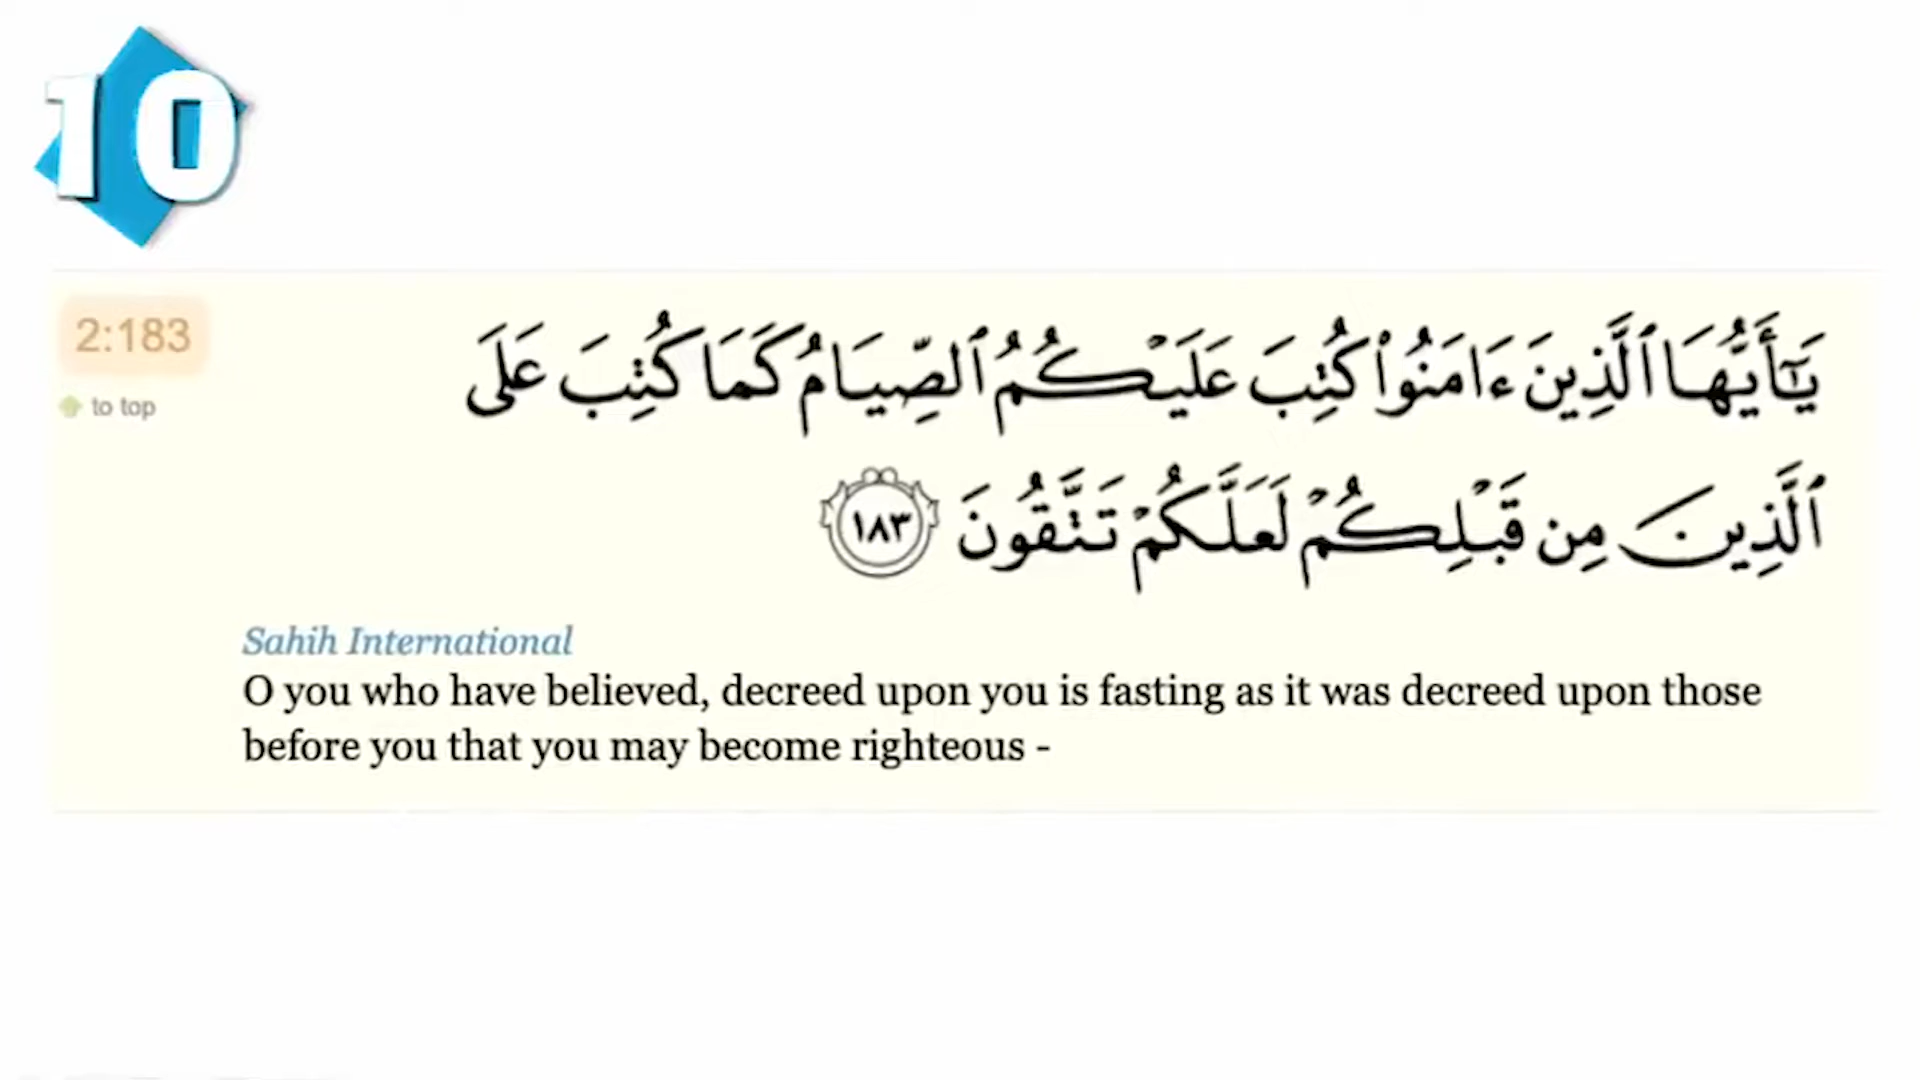 10
2:183
to top
يَٰٓأَيُّهَا ٱلَّذِينَ ءَامَنُوا۟ كُتِبَ عَلَيْكُمُ ٱلصِّيَامُ كَمَا كُتِبَ عَلَى
ٱلَّذِينَ مِن قَبْلِكُمْ لَعَلَّكُمْ تَتَّقُونَ ١٨٣
Sahih International
O you who have believed, decreed upon you is fasting as it was decreed upon those
before you that you may become righteous -